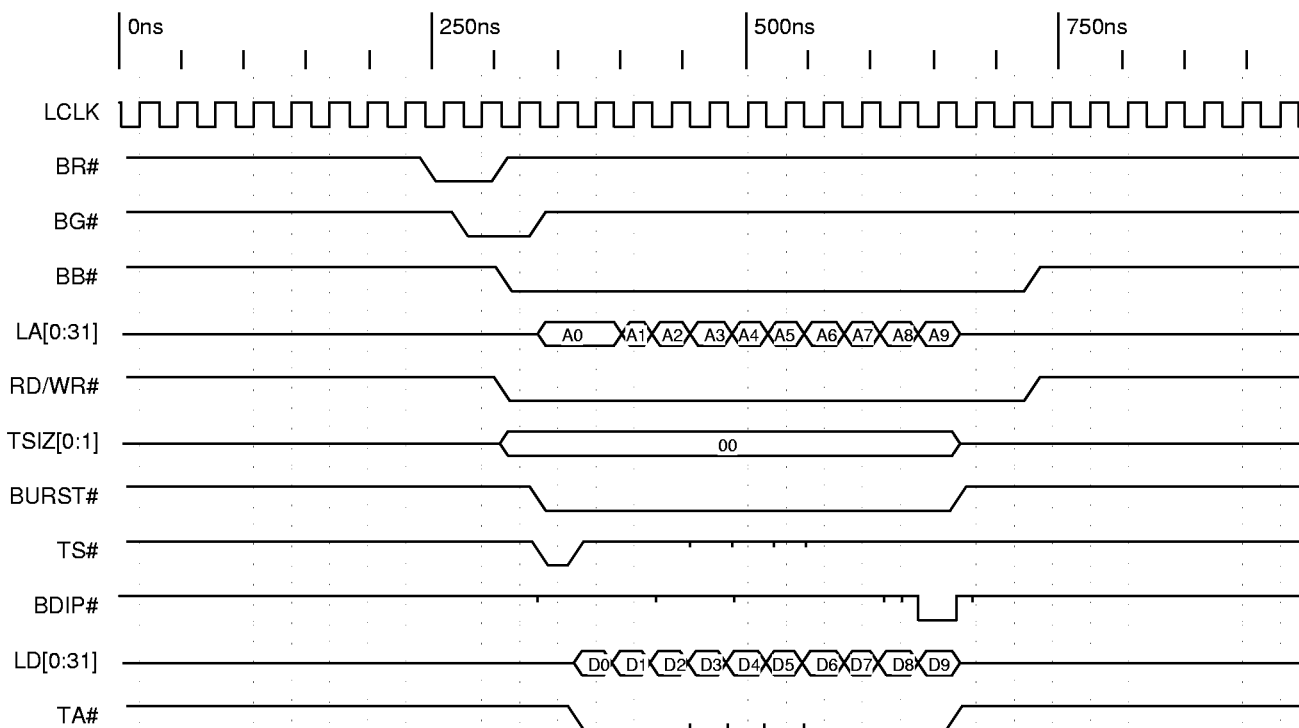 0ns 250ns 500ns 750ns
LCLK
BR#
BG#
BB#
LA[0:31] A0 A1 A2 A3 A4 A5 A6 A7 A8 A9
RD/WR#
TSIZ[0:1] 00
BURST#
TS#
BDIP#
LD[0:31] D0 D1 D2 D3 D4 D5 D6 D7 D8 D9
TA#